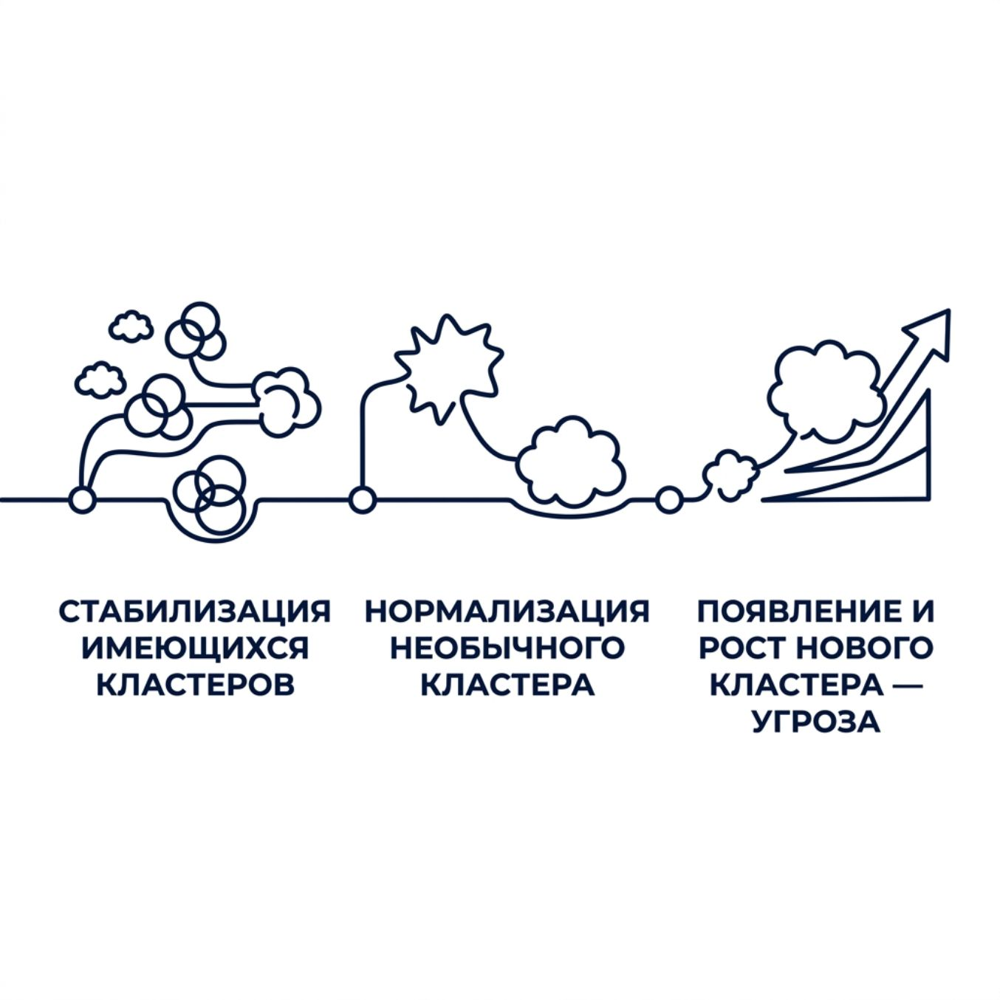 СТАБИЛИЗАЦИЯ
ИМЕЮЩИХСЯ
КЛАСТЕРОВ
НОРМАЛИЗАЦИЯ
НЕОБЫЧНОГО
КЛАСТЕРА
ПОЯВЛЕНИЕ И
РОСТ НОВОГО
КЛАСТЕРА —
УГРОЗА